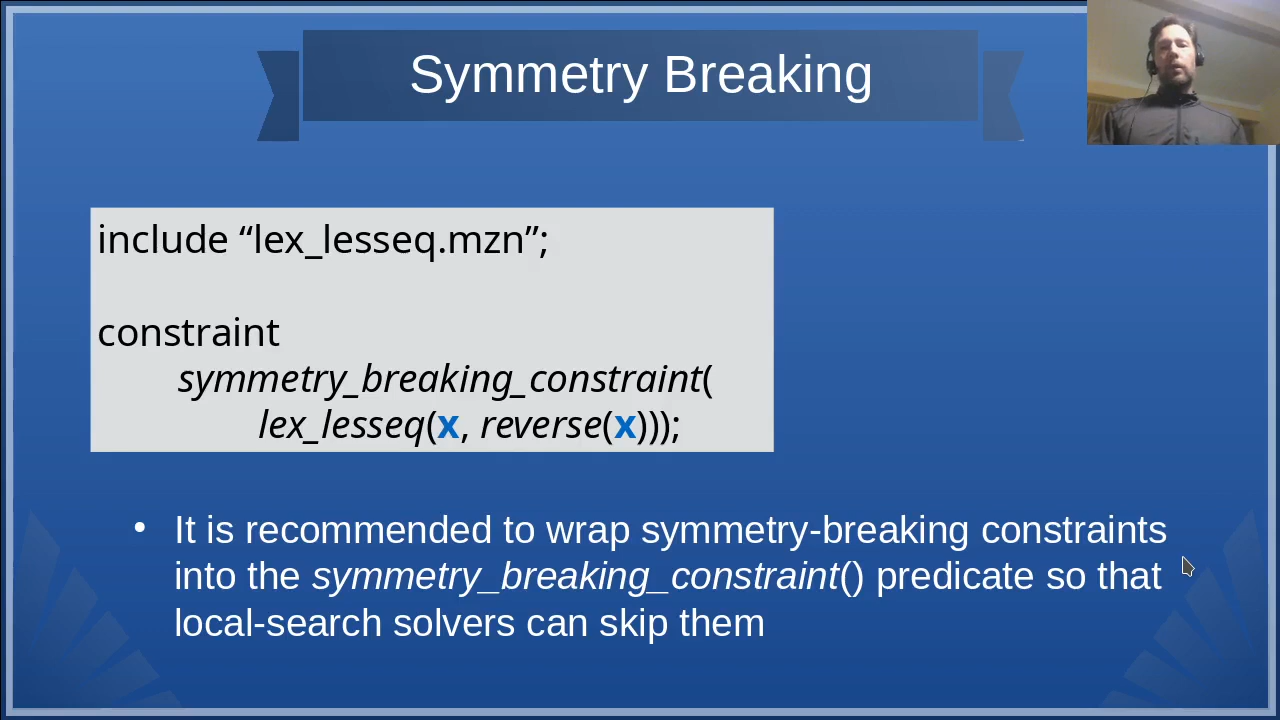 Symmetry Breaking
include “lex_lesseq.mzn”;
constraint
symmetry_breaking_constraint(
lex_lesseq(x, reverse(x)));
• It is recommended to wrap symmetry-breaking constraints
into the symmetry_breaking_constraint() predicate so that
local-search solvers can skip them